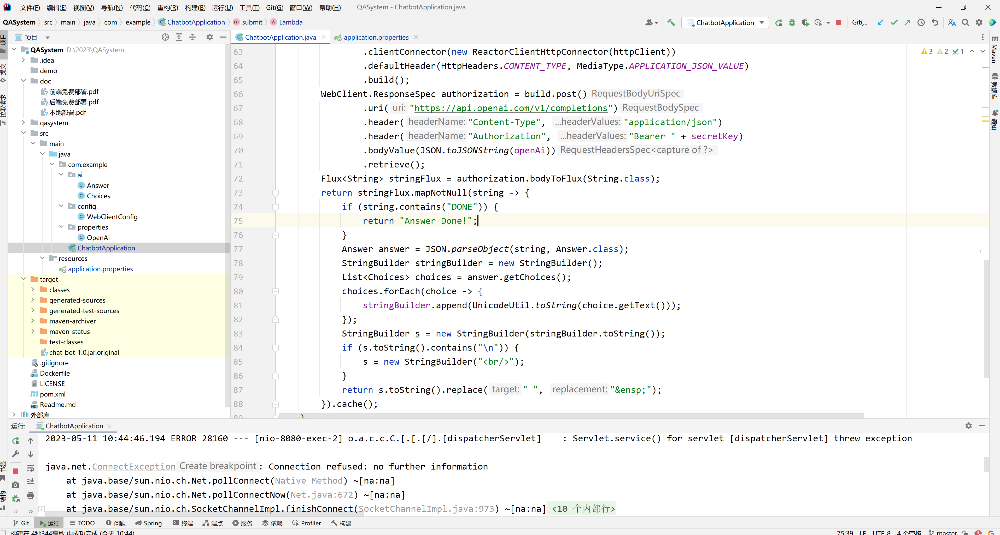 文件(F) 编辑(E) 视图(V) 导航(N) 代码(C) 重构(R) 构建(B) 运行(U) 工具(T) Git(G) 窗口(W) 帮助(H) QASystem - ChatbotApplication.java
QASystem src main java com example ChatbotApplication m submit λ Lambda ChatbotApplication Git(...
项目
ChatbotApplication.java
application.properties
项目
提交
拉取请求
书签
结构
QASystem D:\2023\QASystem
.idea
demo
doc
前端免费部署.pdf
后端免费部署.pdf
本地部署.pdf
qasystem
src
main
java
com.example
ai
Answer
Choices
config
WebClientConfig
properties
OpenAi
ChatbotApplication
resources
application.properties
target
classes
generated-sources
generated-test-sources
maven-archiver
maven-status
test-classes
chat-bot-1.0.jar.original
.gitignore
Dockerfile
LICENSE
pom.xml
Readme.md
外部库
3 2 1
63 .clientConnector(new ReactorClientHttpConnector(httpClient))
64 .defaultHeader(HttpHeaders.CONTENT_TYPE, MediaType.APPLICATION_JSON_VALUE)
65 .build();
66 WebClient.ResponseSpec authorization = build.post() RequestBodyUriSpec
67 .uri( uri: "https://api.openai.com/v1/completions") RequestBodySpec
68 .header( headerName: "Content-Type", ...headerValues: "application/json")
69 .header( headerName: "Authorization", ...headerValues: "Bearer " + secretKey)
70 .bodyValue(JSON.toJSONString(openAi)) RequestHeadersSpec<capture of ?>
71 .retrieve();
72 Flux<String> stringFlux = authorization.bodyToFlux(String.class);
73 return stringFlux.mapNotNull(string -> {
74 if (string.contains("DONE")) {
75 return "Answer Done!";
76 }
77 Answer answer = JSON.parseObject(string, Answer.class);
78 StringBuilder stringBuilder = new StringBuilder();
79 List<Choices> choices = answer.getChoices();
80 choices.forEach(choice -> {
81 stringBuilder.append(UnicodeUtil.toString(choice.getText()));
82 });
83 StringBuilder s = new StringBuilder(stringBuilder.toString());
84 if (s.toString().contains("\n")) {
85 s = new StringBuilder("<br/>");
86 }
87 return s.toString().replace( target: " ", replacement: "&ensp;");
88 }).cache();
89 }
m Maven
数据库
通知
运行: ChatbotApplication
2023-05-11 10:44:46.194 ERROR 28160 --- [nio-8080-exec-2] o.a.c.c.C.[.[.[/].[dispatcherServlet] : Servlet.service() for servlet [dispatcherServlet] threw exception
java.net.ConnectException Create breakpoint : Connection refused: no further information
at java.base/sun.nio.ch.Net.pollConnect(Native Method) ~[na:na]
at java.base/sun.nio.ch.Net.pollConnectNow(Net.java:672) ~[na:na]
at java.base/sun.nio.ch.SocketChannelImpl.finishConnect(SocketChannelImpl.java:973) ~[na:na] <10 个内部行>
Git 运行 TODO 问题 Spring 终端 端点 服务 依赖 Profiler 构建
构建在 4秒344毫秒 中成功完成 (今天 10:44) 75:39 LF UTF-8 4 个空格 master